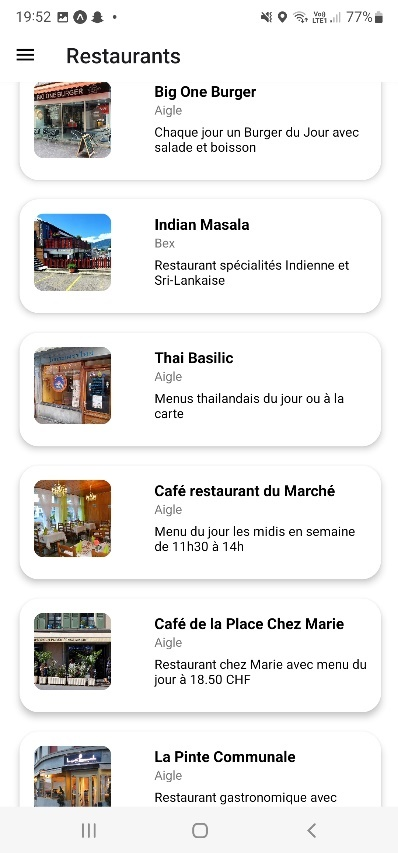 19:52
77%
Restaurants
BIG ONE BURGER
Big One Burger
Aigle
Chaque jour un Burger du Jour avec
salade et boisson
Indian Masala
Bex
Restaurant spécialités Indienne et
Sri-Lankaise
Thai Basilic
Aigle
Menus thailandais du jour ou à la
carte
Café restaurant du Marché
Aigle
Menu du jour les midis en semaine
de 11h30 à 14h
Café de la Place Chez Marie
Aigle
Restaurant chez Marie avec menu du
jour à 18.50 CHF
La Pinte Communale
Aigle
Restaurant gastronomique avec